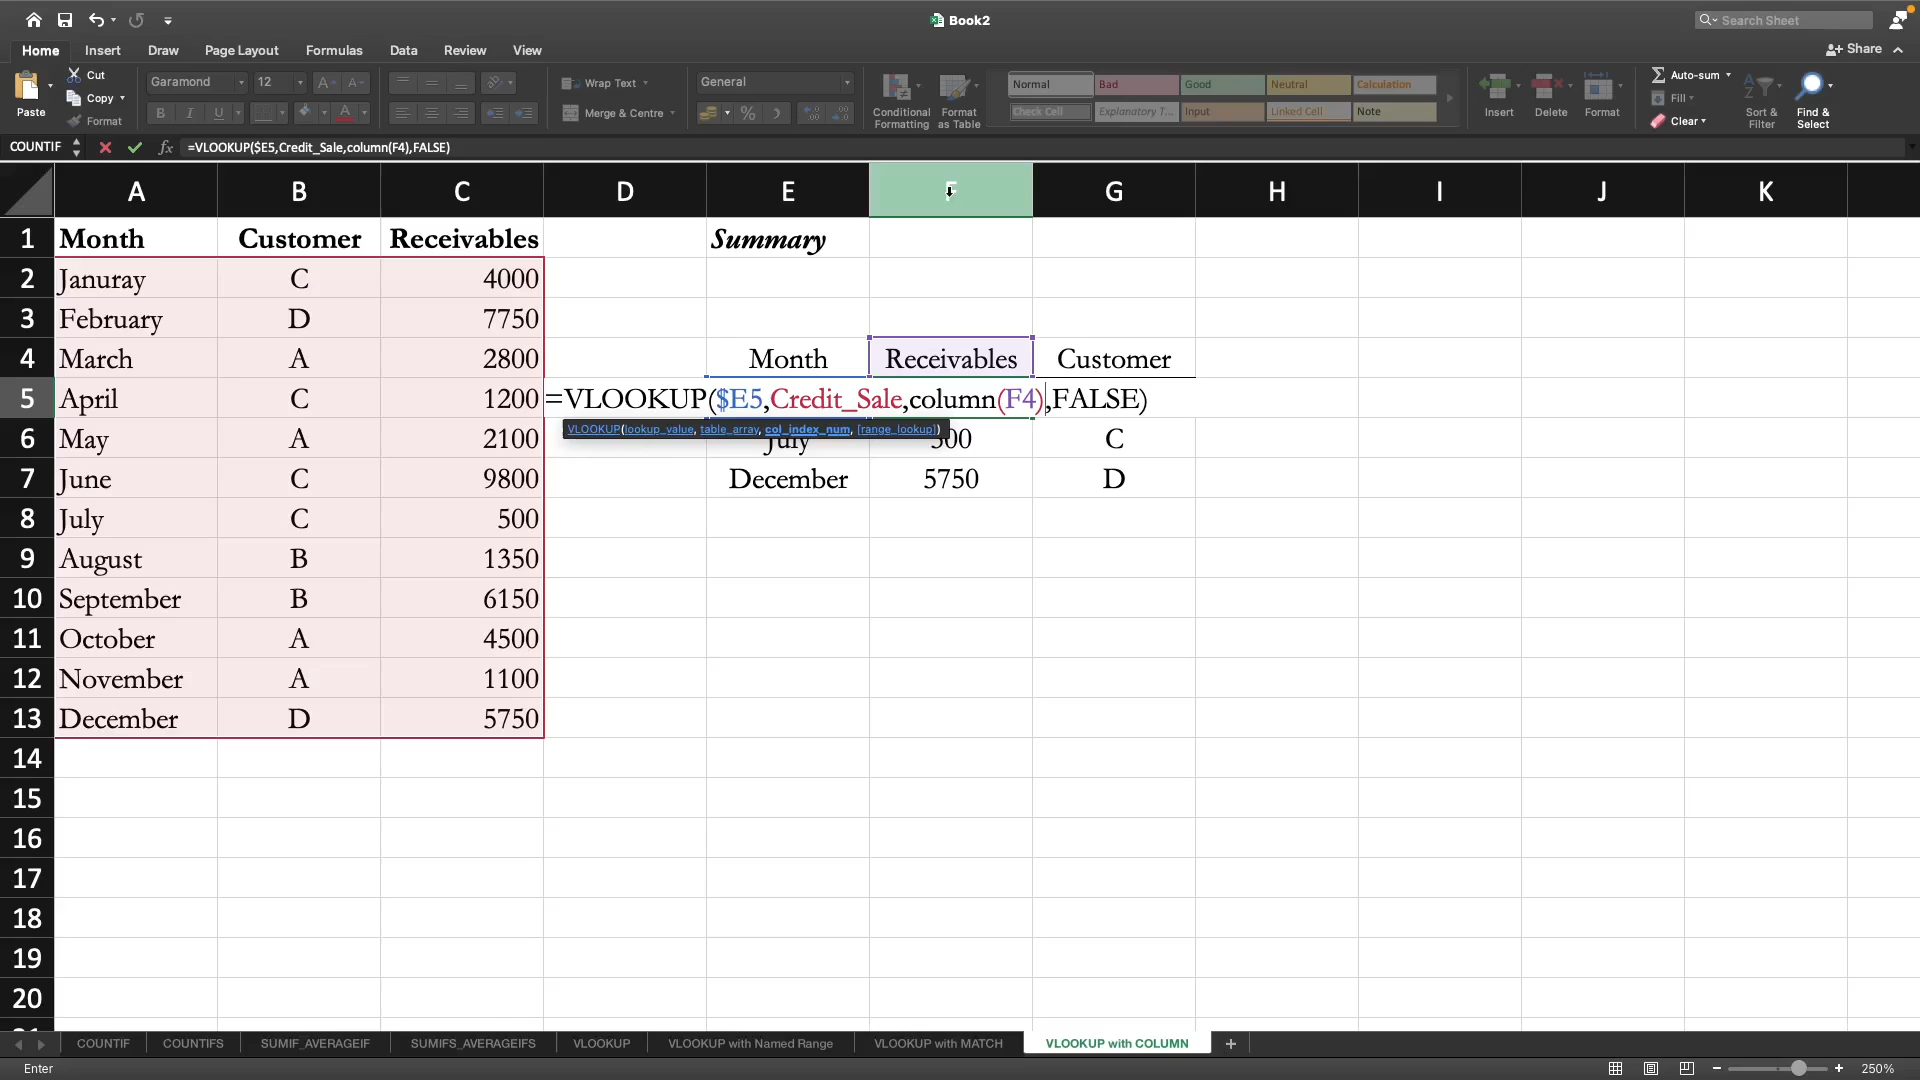 Book2
Search Sheet
Home Insert Draw Page Layout Formulas Data Review View
Share
Paste
Cut
Copy
Format
Garamond 12
B I U
Wrap Text
Merge & Centre
General
Conditional Formatting
Format as Table
Normal Bad Good Neutral Calculation
Check Cell Explanatory T... Input Linked Cell Note
Insert Delete Format
Auto-sum
Fill
Clear
Sort & Filter
Find & Select
COUNTIF fx =VLOOKUP($E5,Credit_Sale,column(F4),FALSE)
A B C D E F G H I J K
1 Month Customer Receivables Summary
2 Januray C 4000
3 February D 7750
4 March A 2800 Month Receivables Customer
5 April C 1200 =VLOOKUP($E5,Credit_Sale,column(F4),FALSE)
VLOOKUP(lookup_value, table_array, col_index_num, [range_lookup])
6 May A 2100 July 500 C
7 June C 9800 December 5750 D
8 July C 500
9 August B 1350
10 September B 6150
11 October A 4500
12 November A 1100
13 December D 5750
14
15
16
17
18
19
20
COUNTIF COUNTIFS SUMIF_AVERAGEIF SUMIFS_AVERAGEIFS VLOOKUP VLOOKUP with Named Range VLOOKUP with MATCH VLOOKUP with COLUMN +
Enter 250%